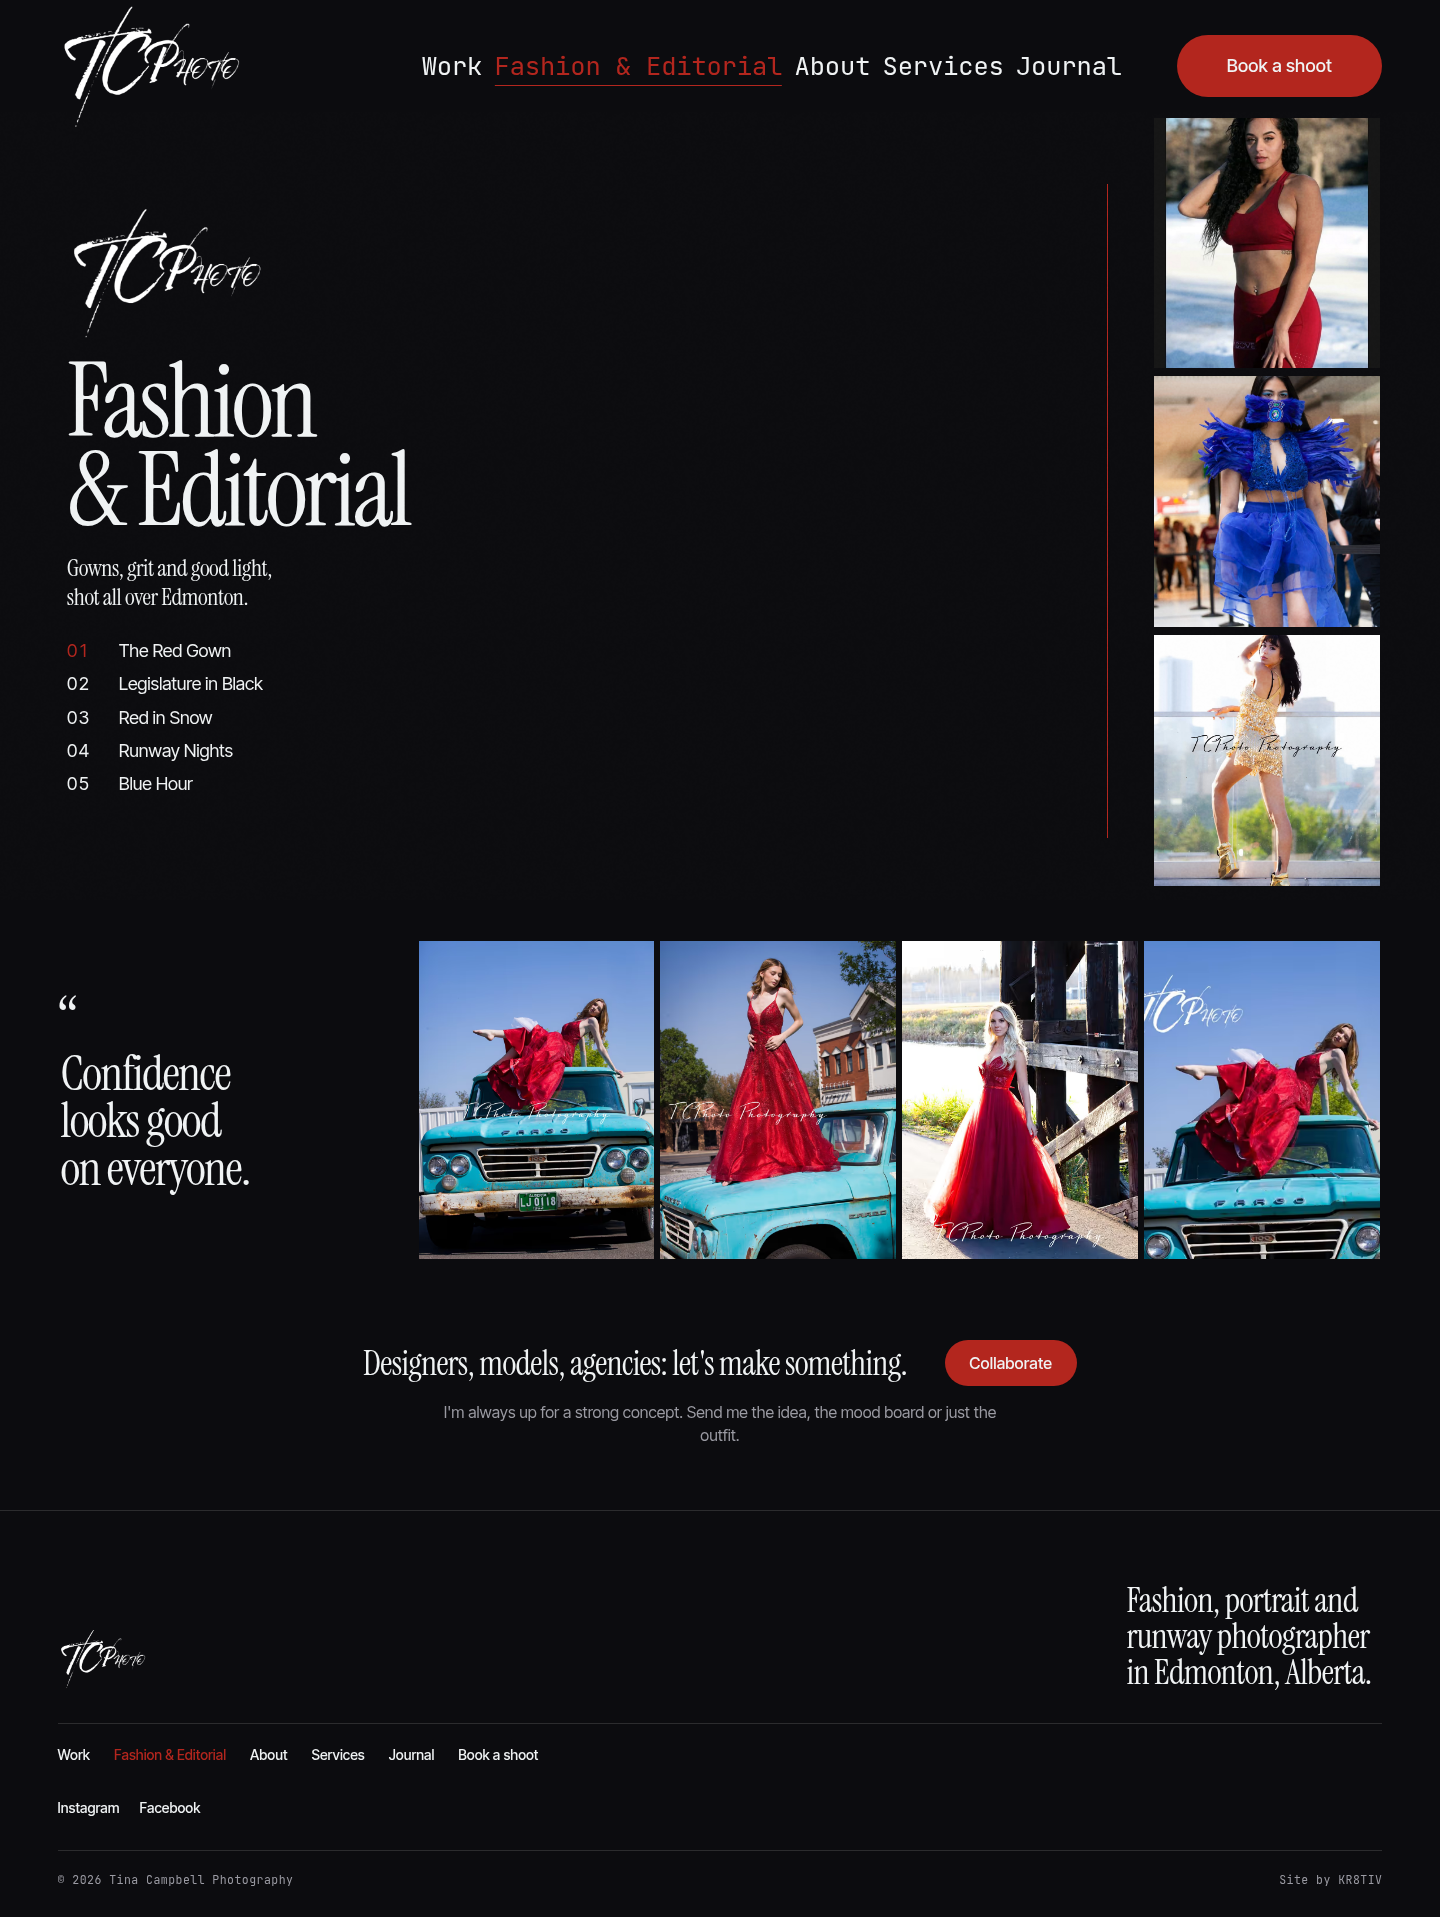 TCPHOTO
Work Fashion & Editorial About Services Journal
Book a shoot
TCPHOTO
Fashion
& Editorial
Gowns, grit and good light,
shot all over Edmonton.
01 The Red Gown
02 Legislature in Black
03 Red in Snow
04 Runway Nights
05 Blue Hour
TCPhoto Photography
“
Confidence
looks good
on everyone.
TCPhoto Photography
FARGO
LJ 0118
TCPhoto Photography
FARGO
TCPhoto Photography
TCPHOTO
FARGO
Designers, models, agencies: let's make something.
Collaborate
I'm always up for a strong concept. Send me the idea, the mood board or just the
outfit.
TCPHOTO
Fashion, portrait and
runway photographer
in Edmonton, Alberta.
Work Fashion & Editorial About Services Journal Book a shoot
Instagram Facebook
© 2026 Tina Campbell Photography
Site by KR8TIV